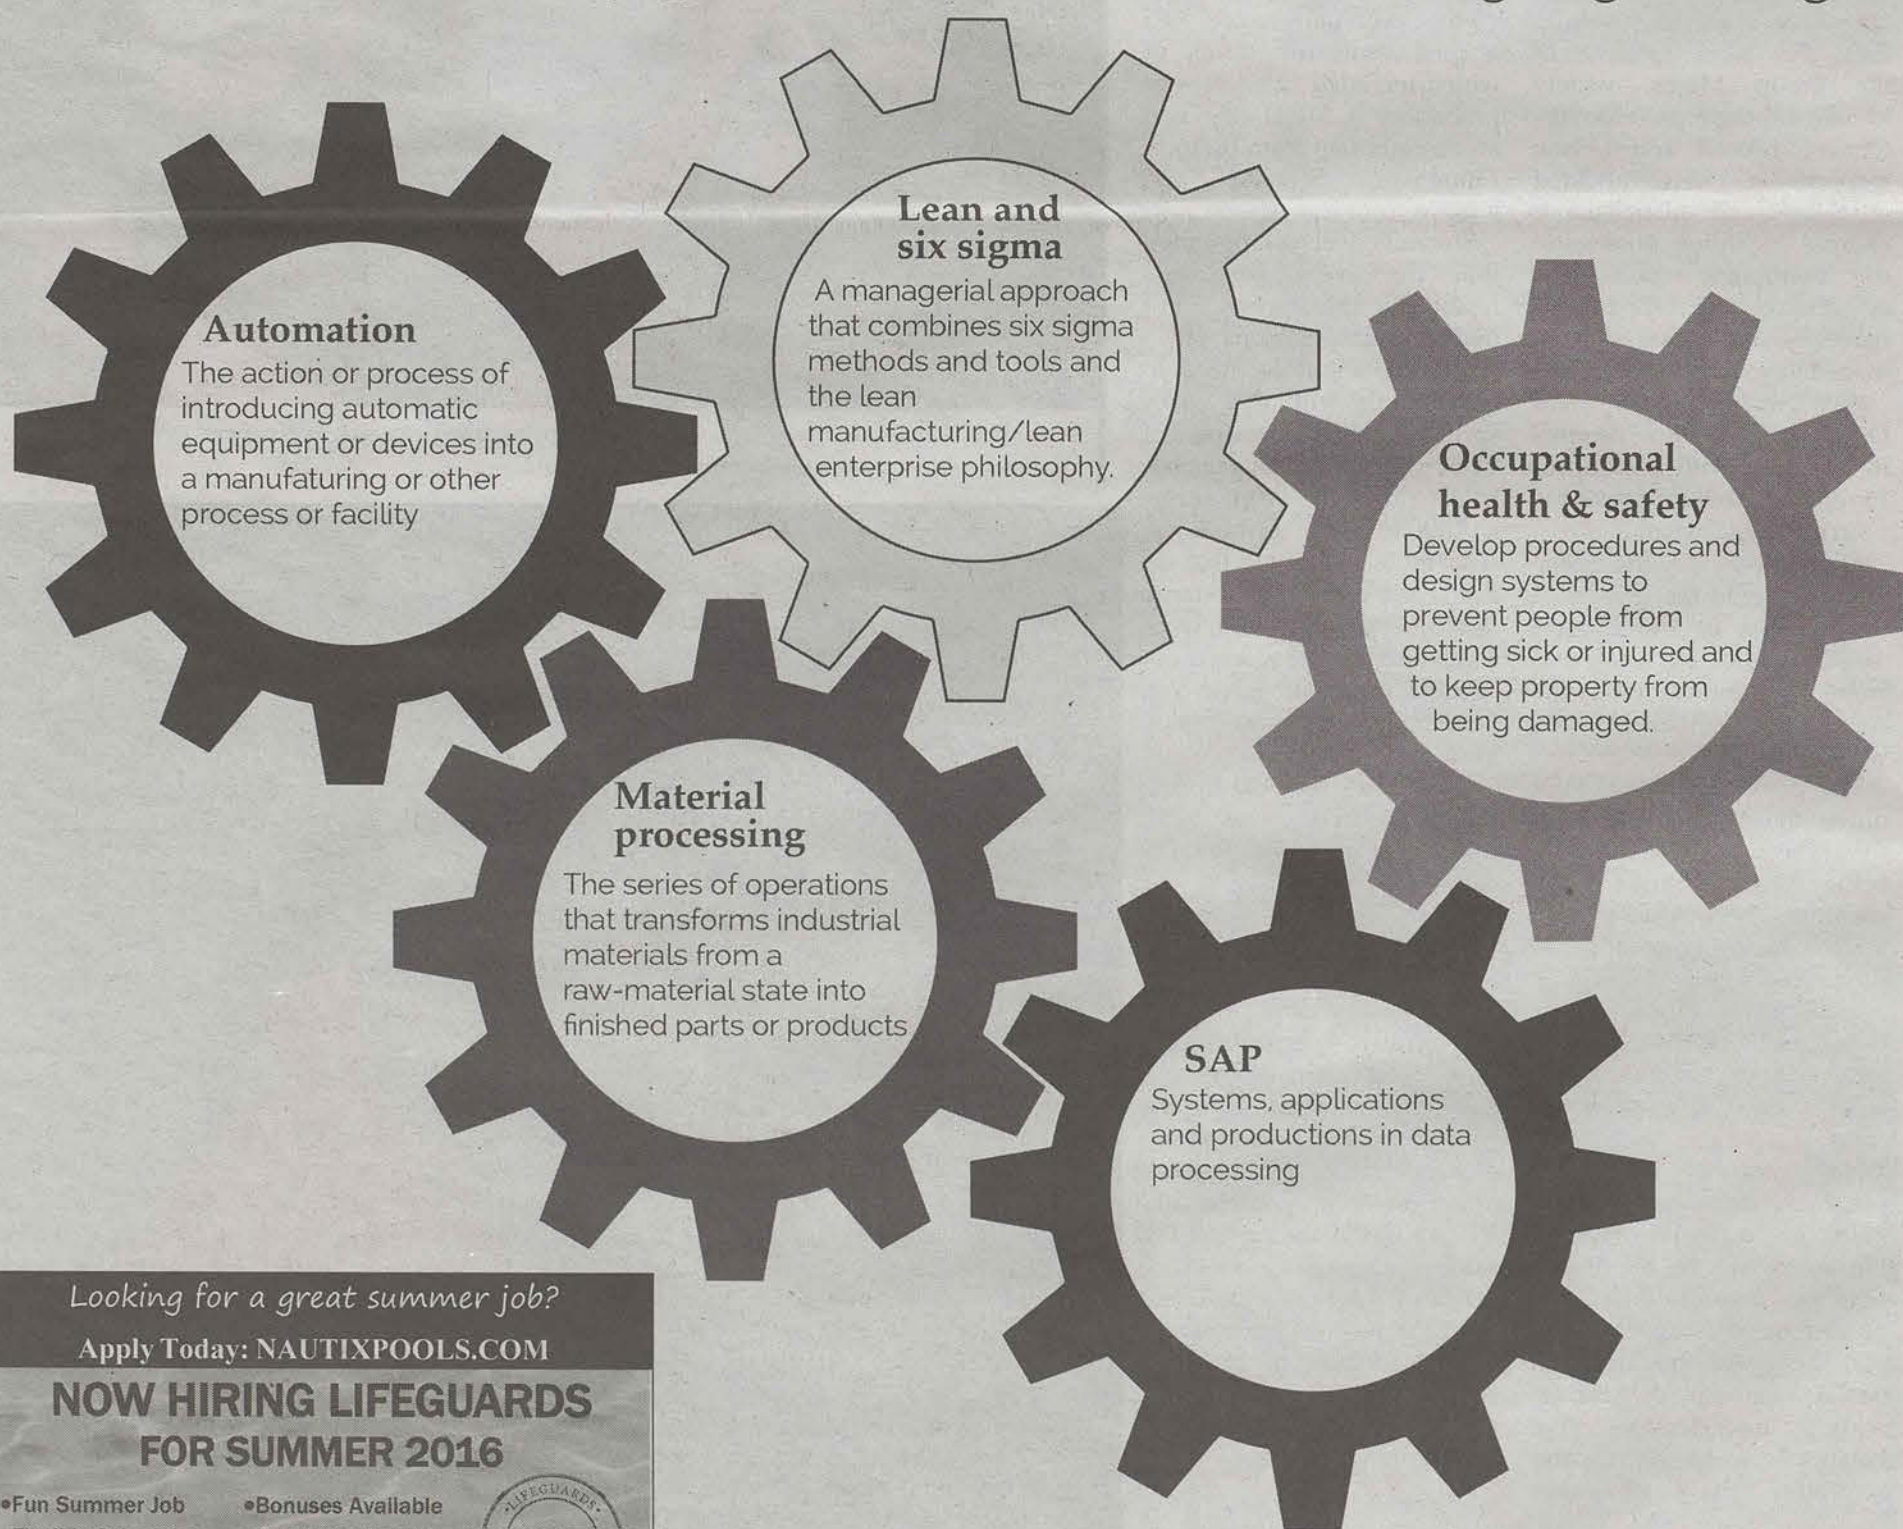 Automation
The action or process of
introducing automatic
equipment or devices into
a manufaturing or other
process or facility
Lean and
six sigma
A managerial approach
that combines six sigma
methods and tools and
the lean
manufacturing/lean
enterprise philosophy.
Occupational
health & safety
Develop procedures and
design systems to
prevent people from
getting sick or injured and
to keep property from
being damaged.
Material
processing
The series of operations
that transforms industrial
materials from a
raw-material state into
finished parts or products
SAP
Systems, applications
and productions in data
processing
Looking for a great summer job?
Apply Today: NAUTIXPOOLS.COM
NOW HIRING LIFEGUARDS
FOR SUMMER 2016
•Fun Summer Job •Bonuses Available
•LIFEGUARDS•